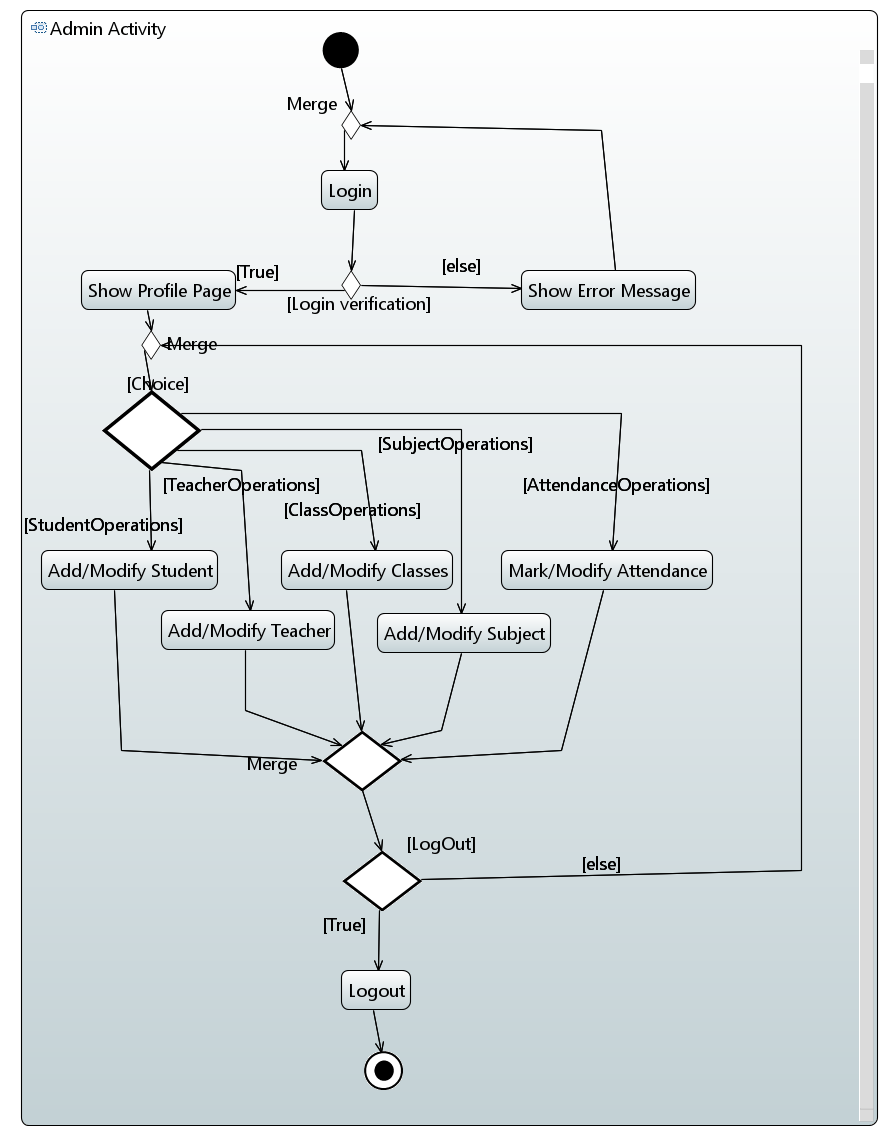 Admin Activity
Merge
Login
[True]
[else]
Show Profile Page
[Login verification]
Show Error Message
Merge
[Choice]
[SubjectOperations]
[TeacherOperations]
[AttendanceOperations]
[ClassOperations]
[StudentOperations]
Add/Modify Student
Add/Modify Classes
Mark/Modify Attendance
Add/Modify Teacher
Add/Modify Subject
Merge
[LogOut]
[else]
[True]
Logout